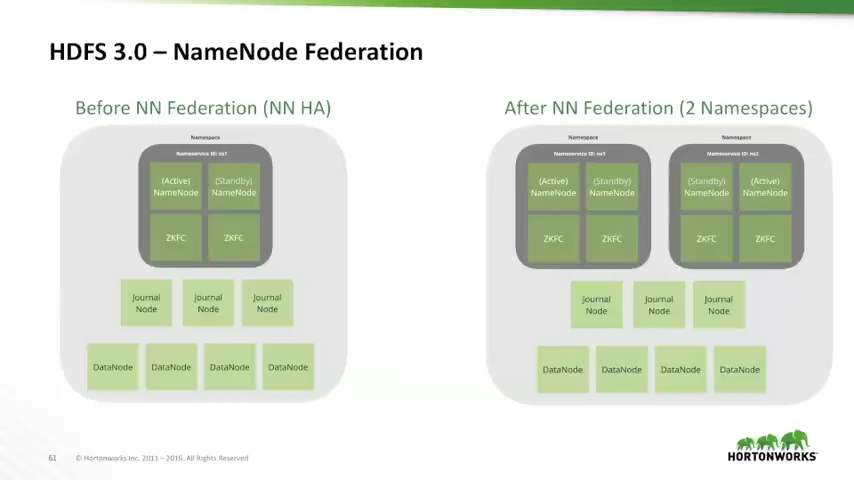 HDFS 3.0 – NameNode Federation
Before NN Federation (NN HA)
Namespace
Nameservice ID: ns1
(Active) NameNode
(Standby) NameNode
ZKFC
ZKFC
Journal Node
Journal Node
Journal Node
DataNode
DataNode
DataNode
DataNode
After NN Federation (2 Namespaces)
Namespace
Nameservice ID: ns1
(Active) NameNode
(Standby) NameNode
ZKFC
ZKFC
Namespace
Nameservice ID: ns2
(Standby) NameNode
(Active) NameNode
ZKFC
ZKFC
Journal Node
Journal Node
Journal Node
DataNode
DataNode
DataNode
DataNode
61 © Hortonworks Inc. 2011 – 2016. All Rights Reserved
HORTONWORKS